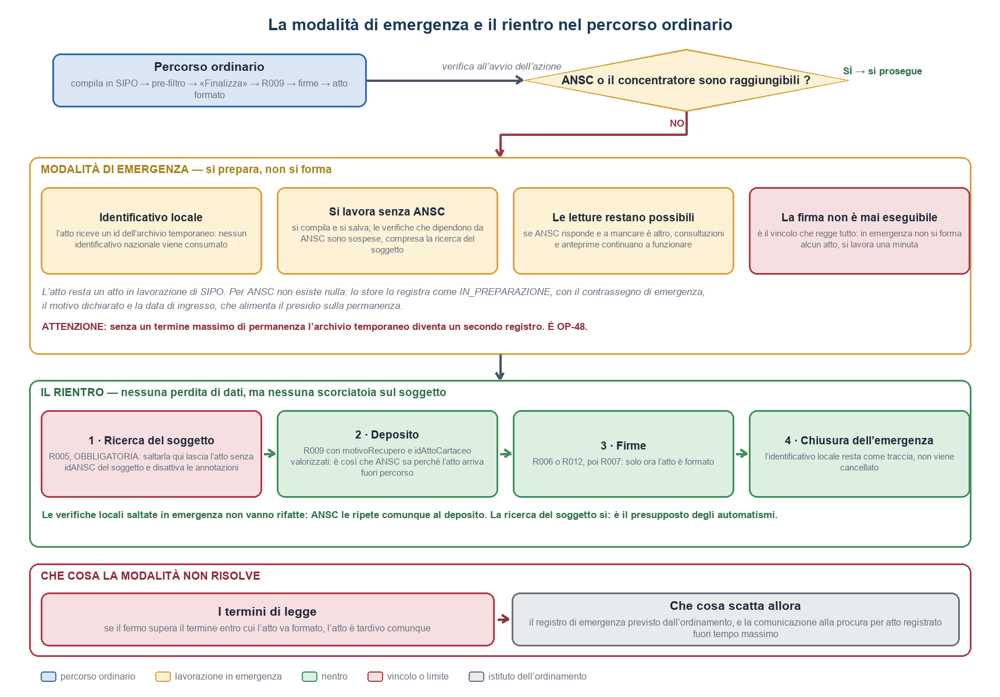 La modalità di emergenza e il rientro nel percorso ordinario
Percorso ordinario
compila in SIPO → pre-filtro → «Finalizza» → R009 → firme → atto
formato
verifica all’avvio dell’azione
ANSC o il concentratore sono raggiungibili ?
SÌ → si prosegue
NO
MODALITÀ DI EMERGENZA — si prepara, non si forma
Identificativo locale
l’atto riceve un id dell’archivio temporaneo: nessun
identificativo nazionale viene consumato
Si lavora senza ANSC
si compila e si salva; le verifiche che dipendono da
ANSC sono sospese, compresa la ricerca del
soggetto
Le letture restano possibili
se ANSC risponde e a mancare è altro, consultazioni
e anteprime continuano a funzionare
La firma non è mai eseguibile
è il vincolo che regge tutto: in emergenza non si forma
alcun atto, si lavora una minuta
L’atto resta un atto in lavorazione di SIPO. Per ANSC non esiste nulla: lo store lo registra come IN_PREPARAZIONE, con il contrassegno di emergenza,
il motivo dichiarato e la data di ingresso, che alimenta il presidio sulla permanenza.
ATTENZIONE: senza un termine massimo di permanenza l’archivio temporaneo diventa un secondo registro. È OP-48.
IL RIENTRO — nessuna perdita di dati, ma nessuna scorciatoia sul soggetto
1 · Ricerca del soggetto
R005, OBBLIGATORIA: saltarla qui lascia l’atto senza
idANSC del soggetto e disattiva le annotazioni
2 · Deposito
R009 con motivoRecupero e idAttoCartaceo
valorizzati: è così che ANSC sa perché l’atto arriva
fuori percorso
3 · Firme
R006 o R012, poi R007: solo ora l’atto è formato
4 · Chiusura dell’emergenza
l’identificativo locale resta come traccia, non viene
cancellato
Le verifiche locali saltate in emergenza non vanno rifatte: ANSC le ripete comunque al deposito. La ricerca del soggetto sì: è il presupposto degli automatismi.
CHE COSA LA MODALITÀ NON RISOLVE
I termini di legge
se il fermo supera il termine entro cui l’atto va formato, l’atto è tardivo comunque
Che cosa scatta allora
il registro di emergenza previsto dall’ordinamento, e la comunicazione alla procura per atto registrato
fuori tempo massimo
percorso ordinario
lavorazione in emergenza
rientro
vincolo o limite
istituto dell’ordinamento